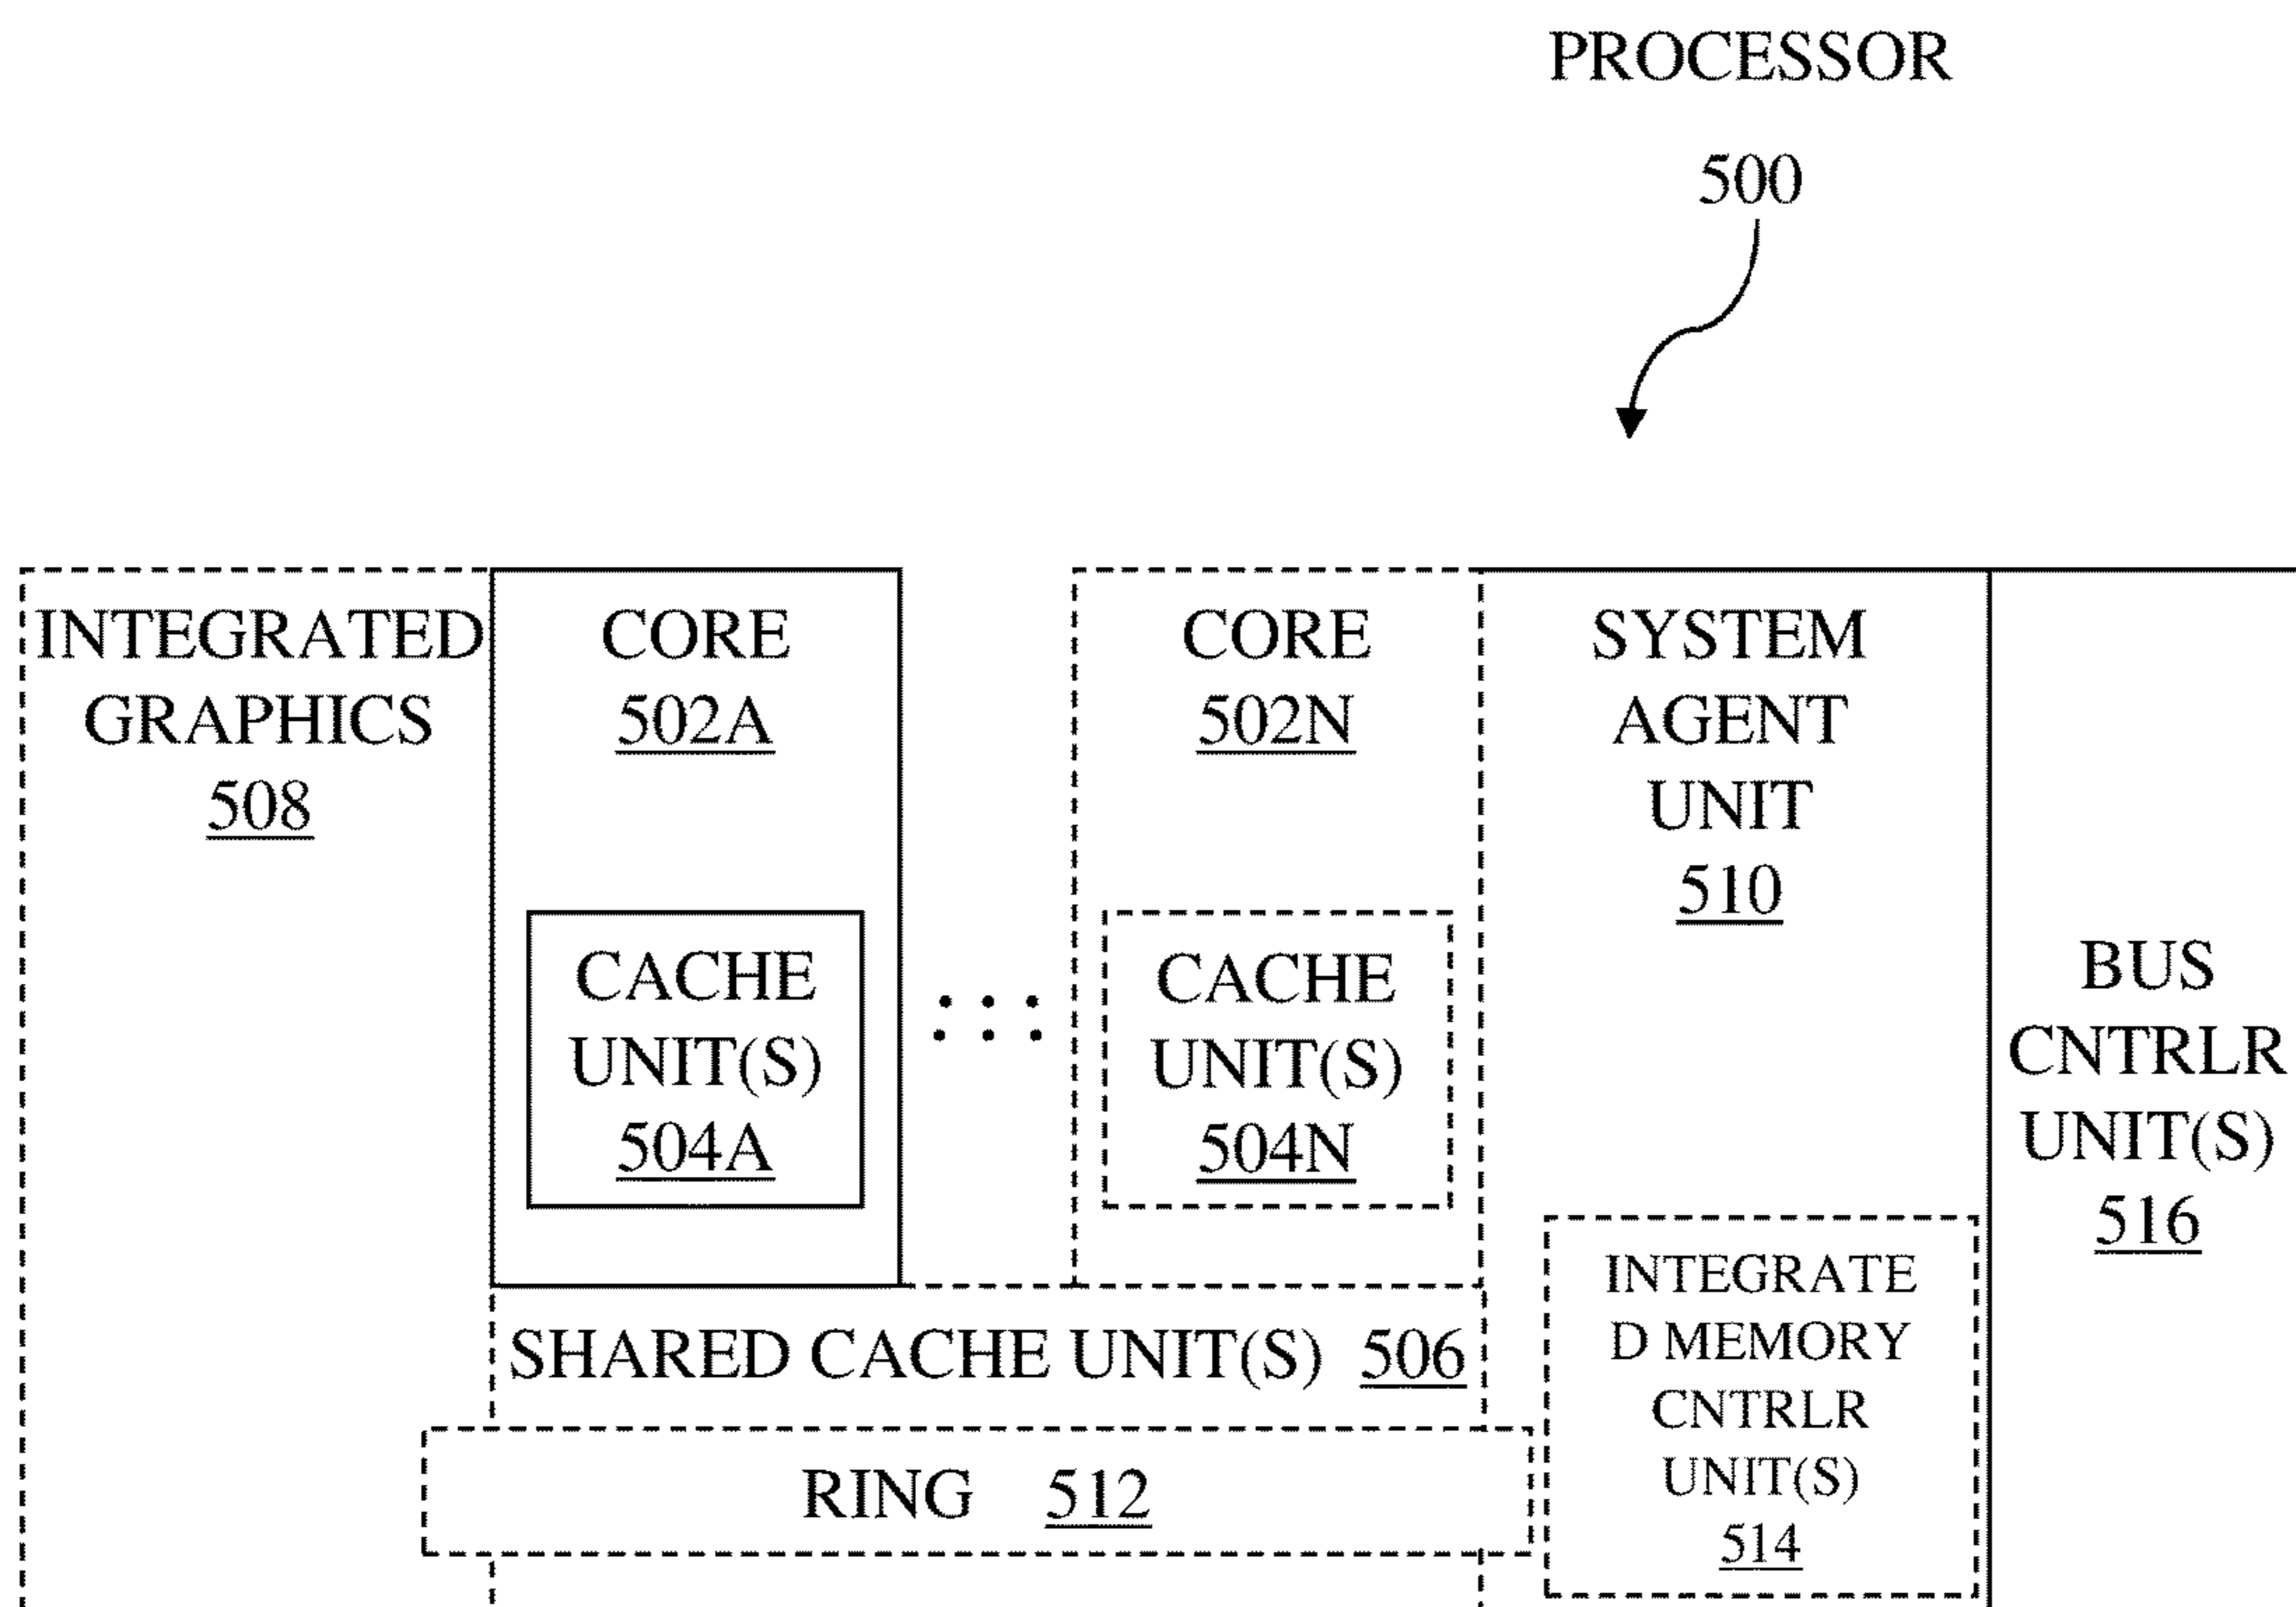 PROCESSOR
500
INTEGRATED
GRAPHICS
508
CORE
502A
CACHE
UNIT(S)
504A
CORE
502N
CACHE
UNIT(S)
504N
SYSTEM
AGENT
UNIT
510
BUS
CNTRLR
UNIT(S)
516
SHARED CACHE UNIT(S) 506
RING 512
INTEGRATE
D MEMORY
CNTRLR
UNIT(S)
514